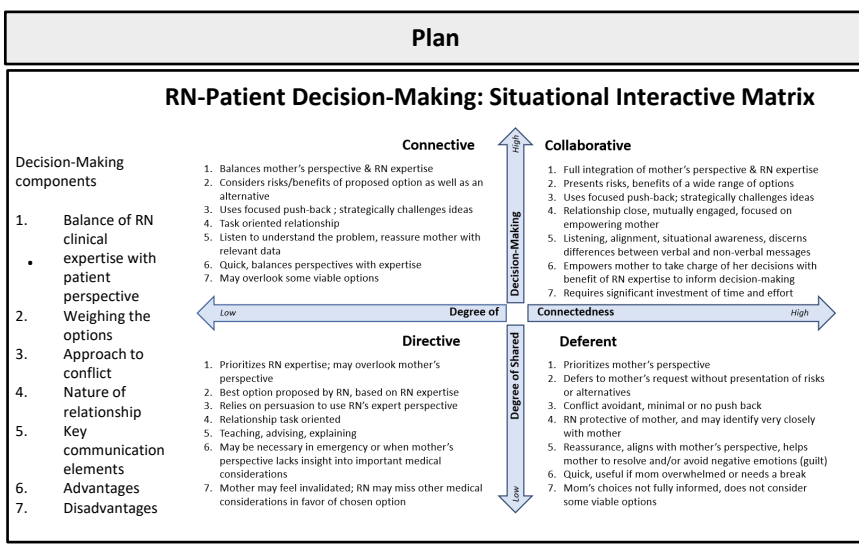 Plan
RN-Patient Decision-Making: Situational Interactive Matrix
Decision-Making
components
1. Balance of RN
clinical
• expertise with
patient
perspective
2. Weighing the
options
3. Approach to
conflict
4. Nature of
relationship
5. Key
communication
elements
6. Advantages
7. Disadvantages
Connective
1. Balances mother's perspective & RN expertise
2. Considers risks/benefits of proposed option as well as an
alternative
3. Uses focused push-back ; strategically challenges ideas
4. Task oriented relationship
5. Listen to understand the problem, reassure mother with
relevant data
6. Quick, balances perspectives with expertise
7. May overlook some viable options
High
Decision-Making
Collaborative
1. Full integration of mother's perspective & RN expertise
2. Presents risks, benefits of a wide range of options
3. Uses focused push-back; strategically challenges ideas
4. Relationship close, mutually engaged, focused on
empowering mother
5. Listening, alignment, situational awareness, discerns
differences between verbal and non-verbal messages
6. Empowers mother to take charge of her decisions with
benefit of RN expertise to inform decision-making
7. Requires significant investment of time and effort
Low Degree of Connectedness High
Directive
1. Prioritizes RN expertise; may overlook mother's
perspective
2. Best option proposed by RN, based on RN expertise
3. Relies on persuasion to use RN's expert perspective
4. Relationship task oriented
5. Teaching, advising, explaining
6. May be necessary in emergency or when mother's
perspective lacks insight into important medical
considerations
7. Mother may feel invalidated; RN may miss other medical
considerations in favor of chosen option
Degree of Shared
Low
Deferent
1. Prioritizes mother's perspective
2. Defers to mother's request without presentation of risks
or alternatives
3. Conflict avoidant, minimal or no push back
4. RN protective of mother, and may identify very closely
with mother
5. Reassurance, aligns with mother's perspective, helps
mother to resolve and/or avoid negative emotions (guilt)
6. Quick, useful if mom overwhelmed or needs a break
7. Mom's choices not fully informed, does not consider
some viable options